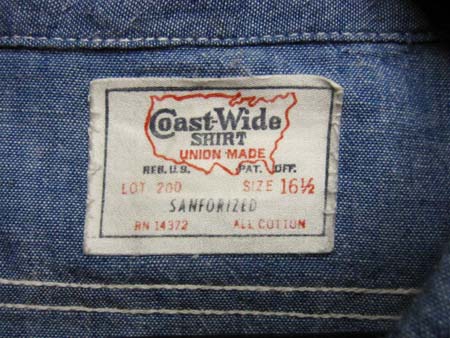 Coast-Wide
SHIRT
UNION MADE
REG. U.S. PAT. OFF.
LOT 200 SIZE 16½
SANFORIZED
RN 14372 ALL COTTON